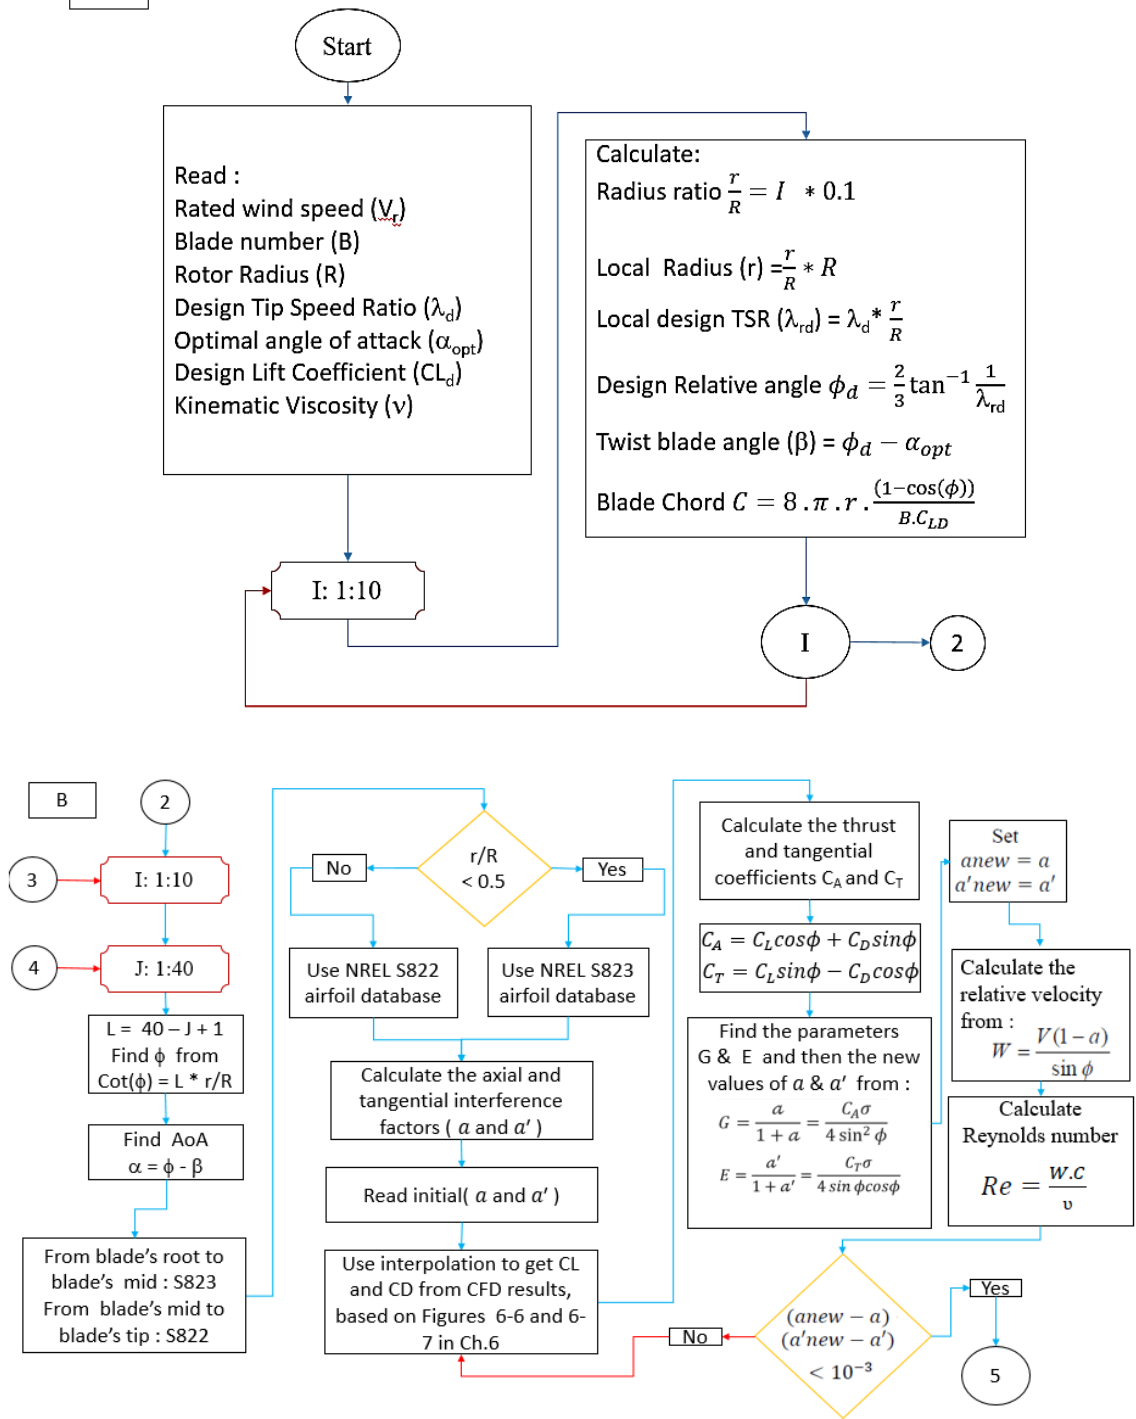 Start
Read :
Rated wind speed (Vr)
Blade number (B)
Rotor Radius (R)
Design Tip Speed Ratio (λd)
Optimal angle of attack (αopt)
Design Lift Coefficient (CLd)
Kinematic Viscosity (ν)
I: 1:10
Calculate:
Radius ratio r/R = I * 0.1
Local Radius (r) = r/R * R
Local design TSR (λrd) = λd* r/R
Design Relative angle ϕd = 2/3 tan⁻¹ 1/λrd
Twist blade angle (β) = ϕd − αopt
Blade Chord C = 8 . π . r . (1−cos(ϕ))/B.CLD
I
2
B
2
3
I: 1:10
4
J: 1:40
L = 40 – J + 1
Find ϕ from
Cot(ϕ) = L * r/R
Find AoA
α = ϕ - β
From blade's root to
blade's mid : S823
From blade's mid to
blade's tip : S822
r/R
< 0.5
No
Yes
Use NREL S822
airfoil database
Use NREL S823
airfoil database
Calculate the axial and
tangential interference
factors ( a and a′ )
Read initial( a and a′ )
Use interpolation to get CL
and CD from CFD results,
based on Figures 6-6 and 6-
7 in Ch.6
Calculate the thrust
and tangential
coefficients CA and CT
CA = CLcosϕ + CDsinϕ
CT = CLsinϕ − CDcosϕ
Find the parameters
G & E and then the new
values of a & a′ from :
G = a/1 + a = CAσ/4 sin² ϕ
E = a′/1 + a′ = CTσ/4 sin ϕcosϕ
Set
anew = a
a′new = a′
Calculate the
relative velocity
from :
W = V(1 − a)/sin ϕ
Calculate
Reynolds number
Re = W.C/υ
(anew − a)
(a′new − a′)
< 10⁻³
No
Yes
5